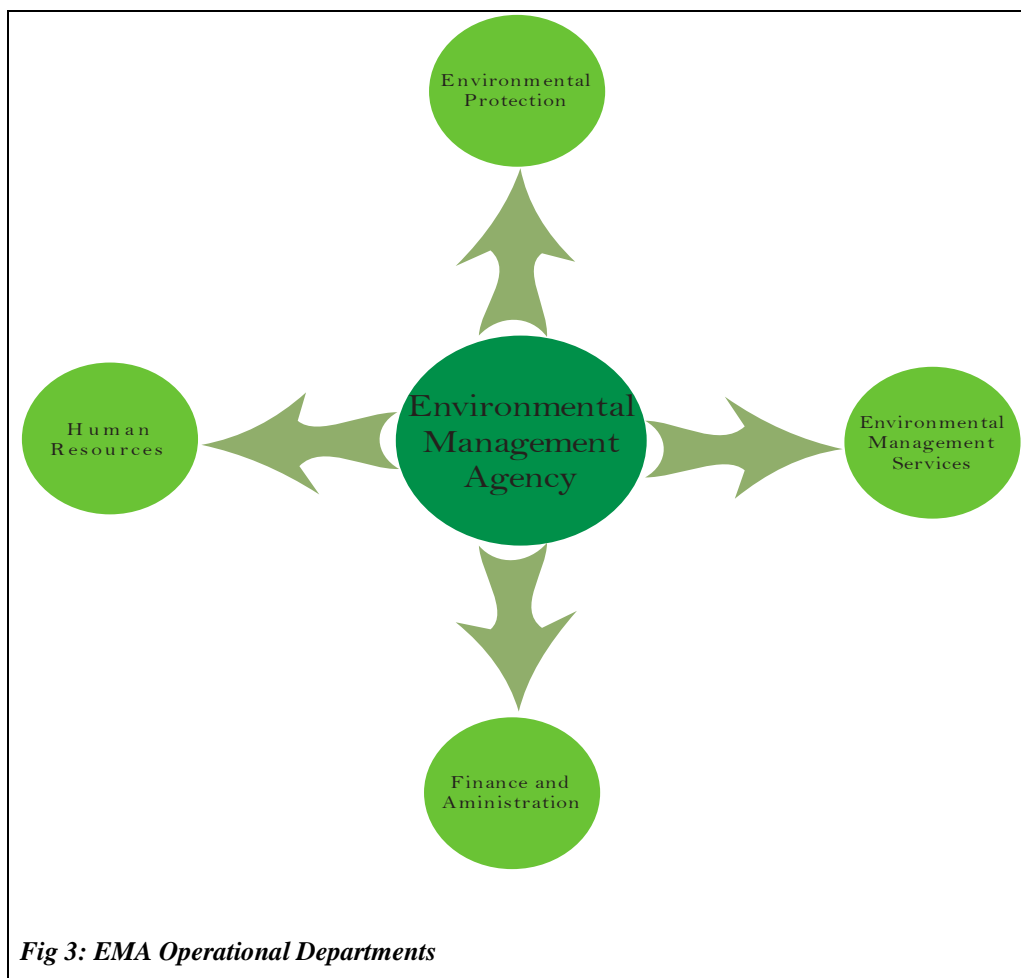 Environmental
Protection
Human
Resources
Environmental
Management
Agency
Environmental
Management
Services
Finance and
Aministration
Fig 3: EMA Operational Departments